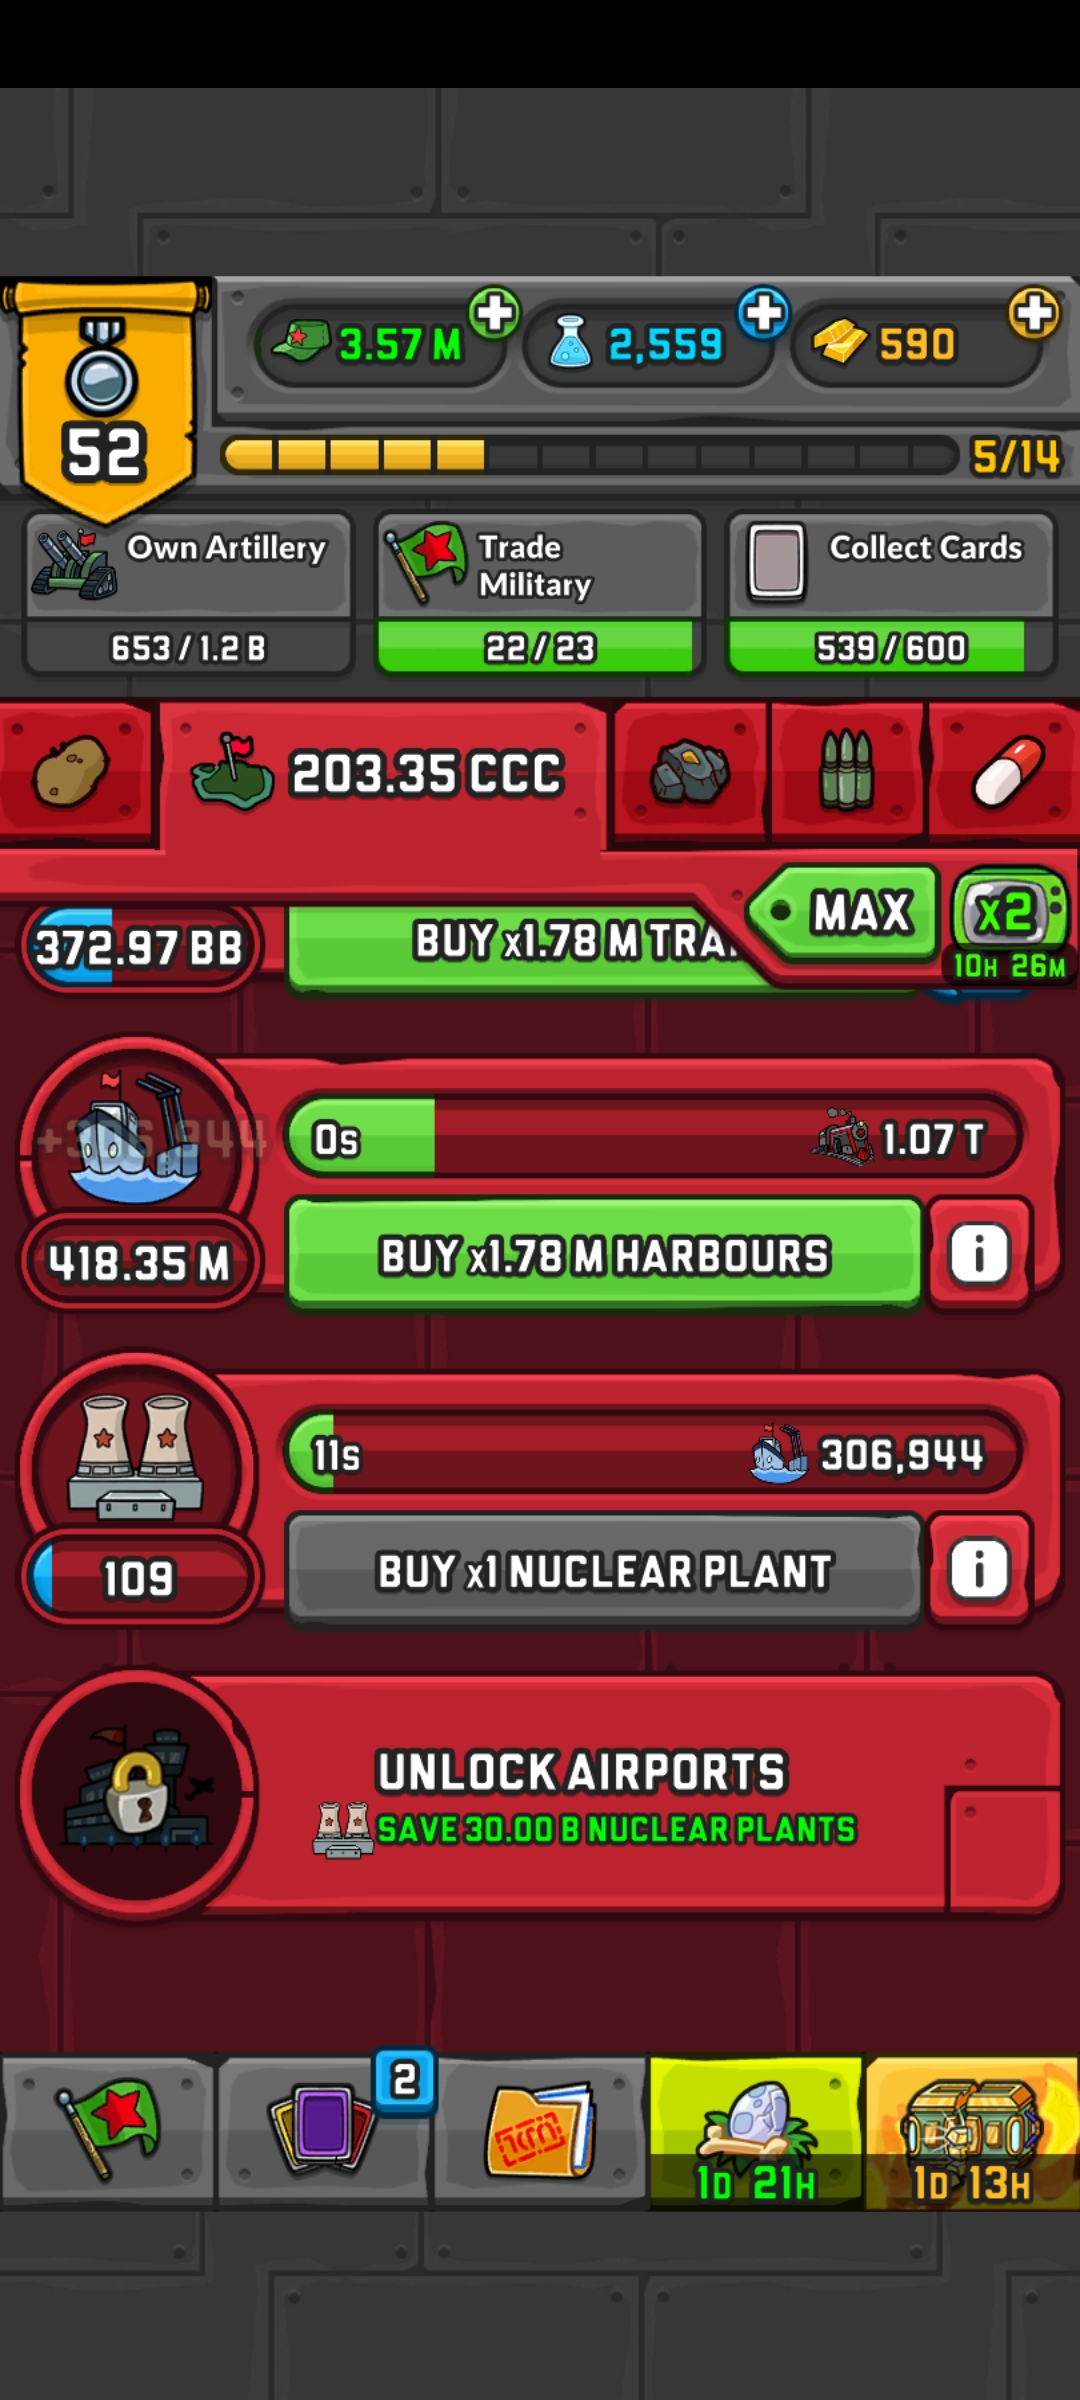 3.57 M
2,559
590
52
5/14
Own Artillery
653 / 1.2 B
Trade
Military
22 / 23
Collect Cards
539 / 600
203.35 CCC
MAX
x2
10H 26M
372.97 BB
BUY x1.78 M TRA
+306,944
0s
1.07 T
418.35 M
BUY x1.78 M HARBOURS
i
11s
306,944
109
BUY x1 NUCLEAR PLANT
i
UNLOCK AIRPORTS
SAVE 30.00 B NUCLEAR PLANTS
2
1D 21H
1D 13H